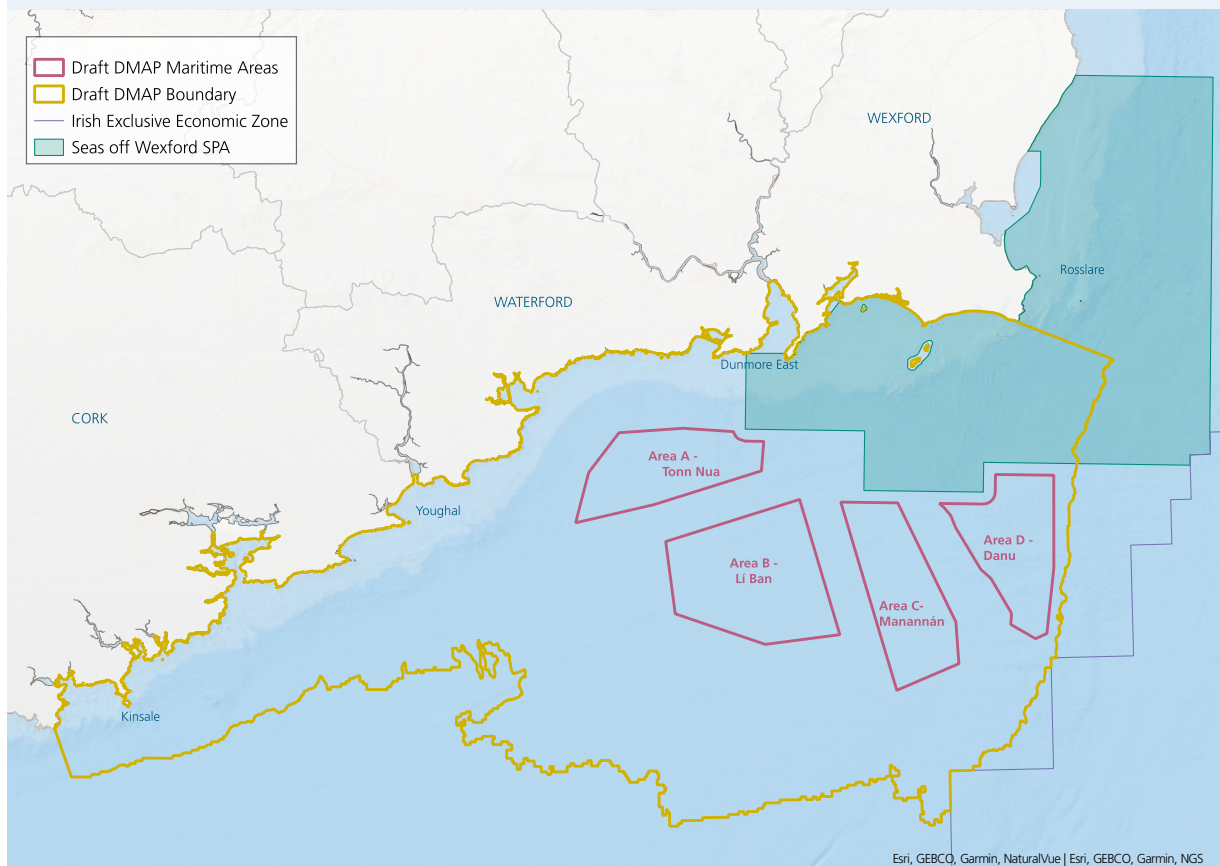 Draft DMAP Maritime Areas
Draft DMAP Boundary
Irish Exclusive Economic Zone
Seas off Wexford SPA
WEXFORD
Rosslare
WATERFORD
Dunmore East
CORK
Area A -
Tonn Nua
Youghal
Area B -
Lí Ban
Area D -
Danu
Area C-
Manannán
Kinsale
Esri, GEBCO, Garmin, NaturalVue | Esri, GEBCO, Garmin, NGS